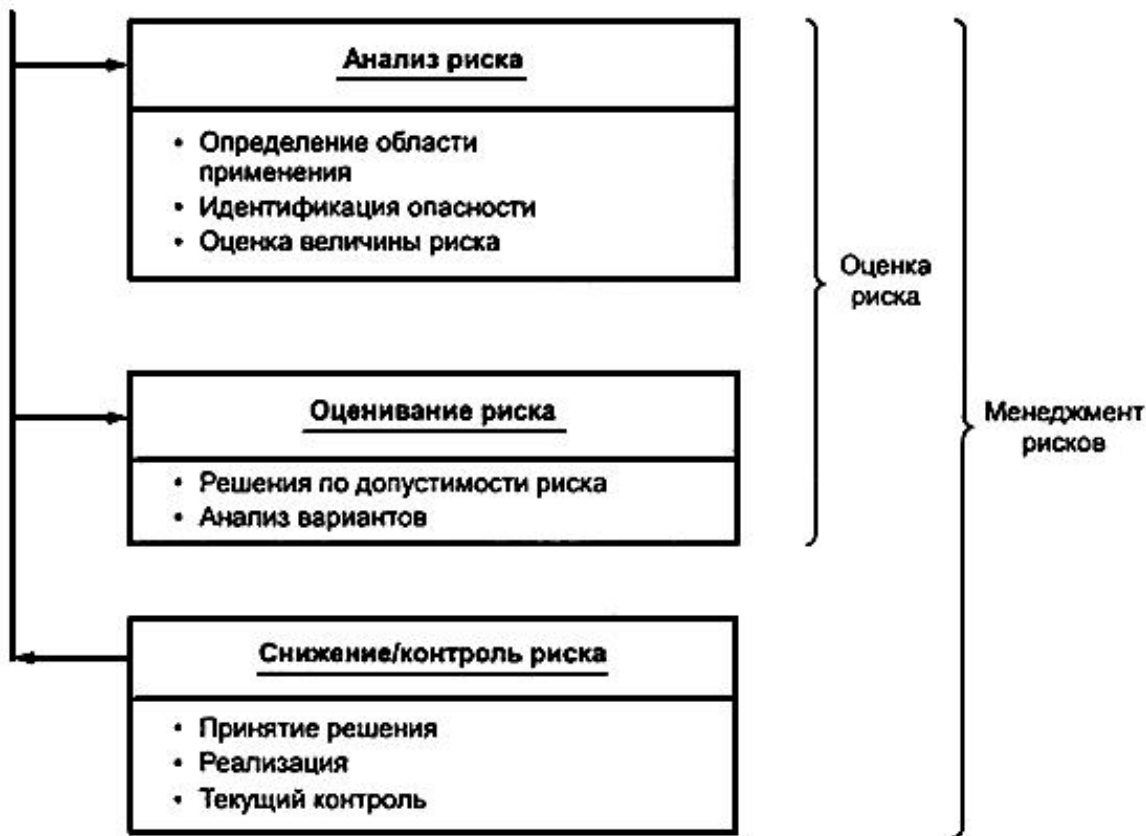 Анализ риска
• Определение области
применения
• Идентификация опасности
• Оценка величины риска
Оценка
риска
Оценивание риска
• Решения по допустимости риска
• Анализ вариантов
Менеджмент
рисков
Снижение/контроль риска
• Принятие решения
• Реализация
• Текущий контроль